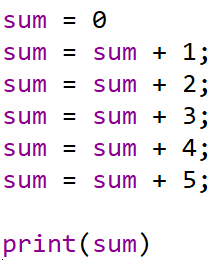 sum = 0
sum = sum + 1;
sum = sum + 2;
sum = sum + 3;
sum = sum + 4;
sum = sum + 5;
print(sum)